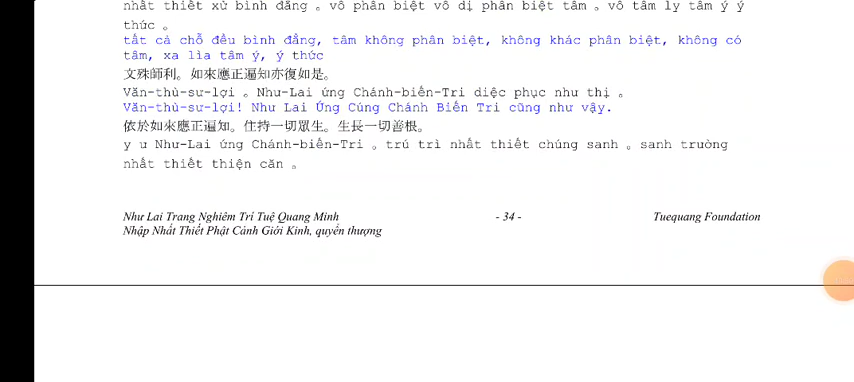 nhất thiết xứ bình đẳng 。 vô phân biệt vô dị phân biệt tâm 。 vô tâm ly tâm ý ý
thức 。
tất cả chỗ đều bình đẳng, tâm không phân biệt, không khác phân biệt, không có
tâm, xa lìa tâm ý, ý thức
文殊師利。如來應正遍知亦復如是。
Văn-thù-sư-lợi 。 Như-Lai ứng Chánh-biến-Tri diệc phục như thị 。
Văn-thù-sư-lợi! Như Lai Ứng Cúng Chánh Biến Tri cũng như vậy.
依於如來應正遍知。住持一切眾生。生長一切善根。
y ư Như-Lai ứng Chánh-biến-Tri 。 trú trì nhất thiết chúng sanh 。 sanh trường
nhất thiết thiện căn 。
Như Lai Trang Nghiêm Trí Tuệ Quang Minh - 34 - Tuequang Foundation
Nhập Nhất Thiết Phật Cảnh Giới Kinh, quyển thượng